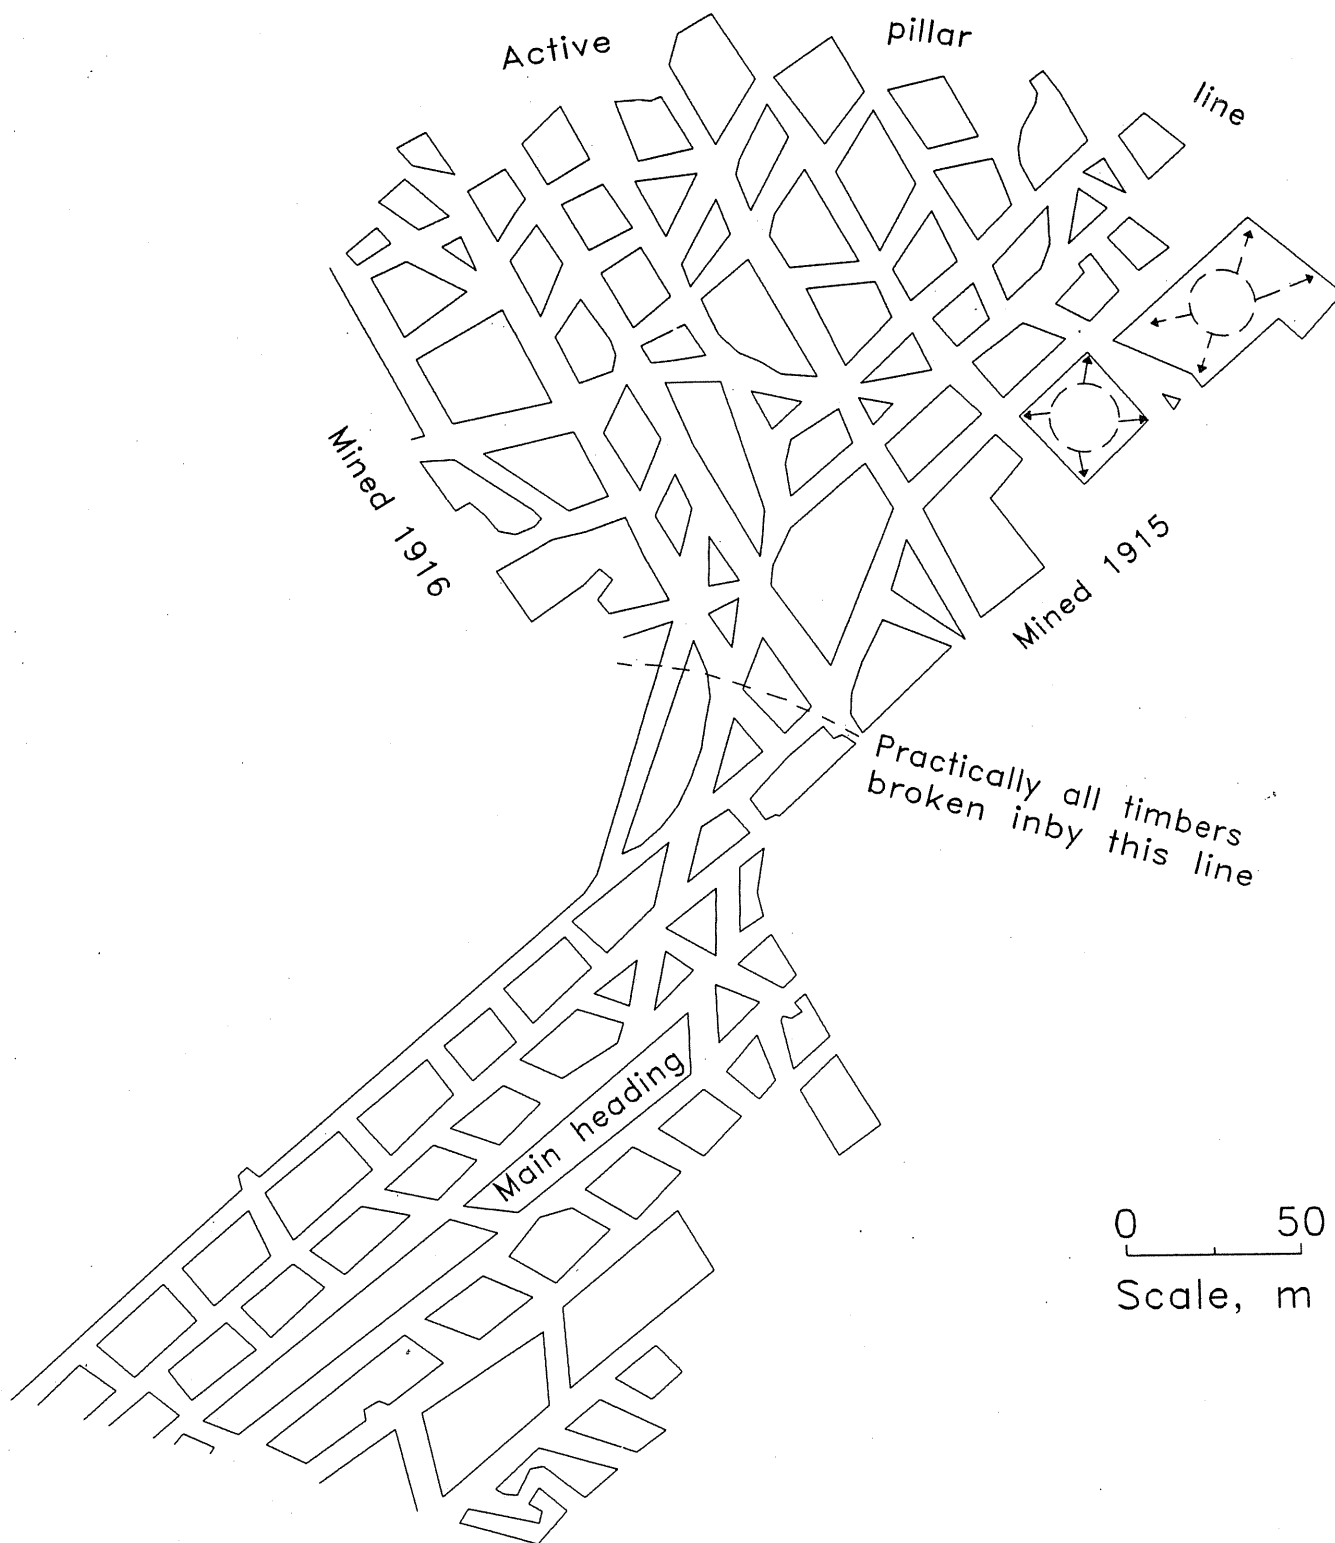 Active pillar line
Mined 1916
Mined 1915
Practically all timbers
broken inby this line
Main heading
0 50
Scale, m